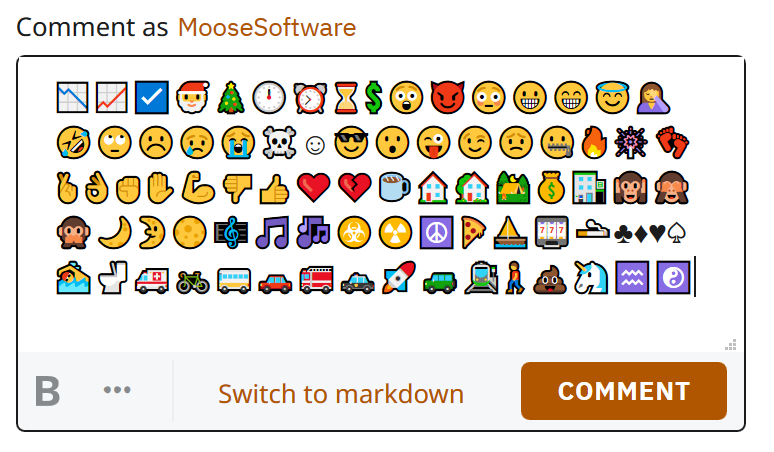 Comment as MooseSoftware
📉📈☑️🎅🎄🕛⏰⏳💲😲😈😳😀😁😇🤦‍♀️
🤣🙄☹️😢😭☠️☺😎😮😜😉😟🤐🔥🎆👣
🤞👌✊✋💪👎👍❤️💔☕🏠🏡🏕️💰🏢🙉🙈
🐵🌙🌛🌕🎼🎵🎶☣️☢️☮️🍕⛵🎰🚬♣♦♥♤
🏄🚽🚑🚲🚌🚗🚒🚓🚀🚙🚉🚶💩🦄♒☯️
B ••• Switch to markdown COMMENT